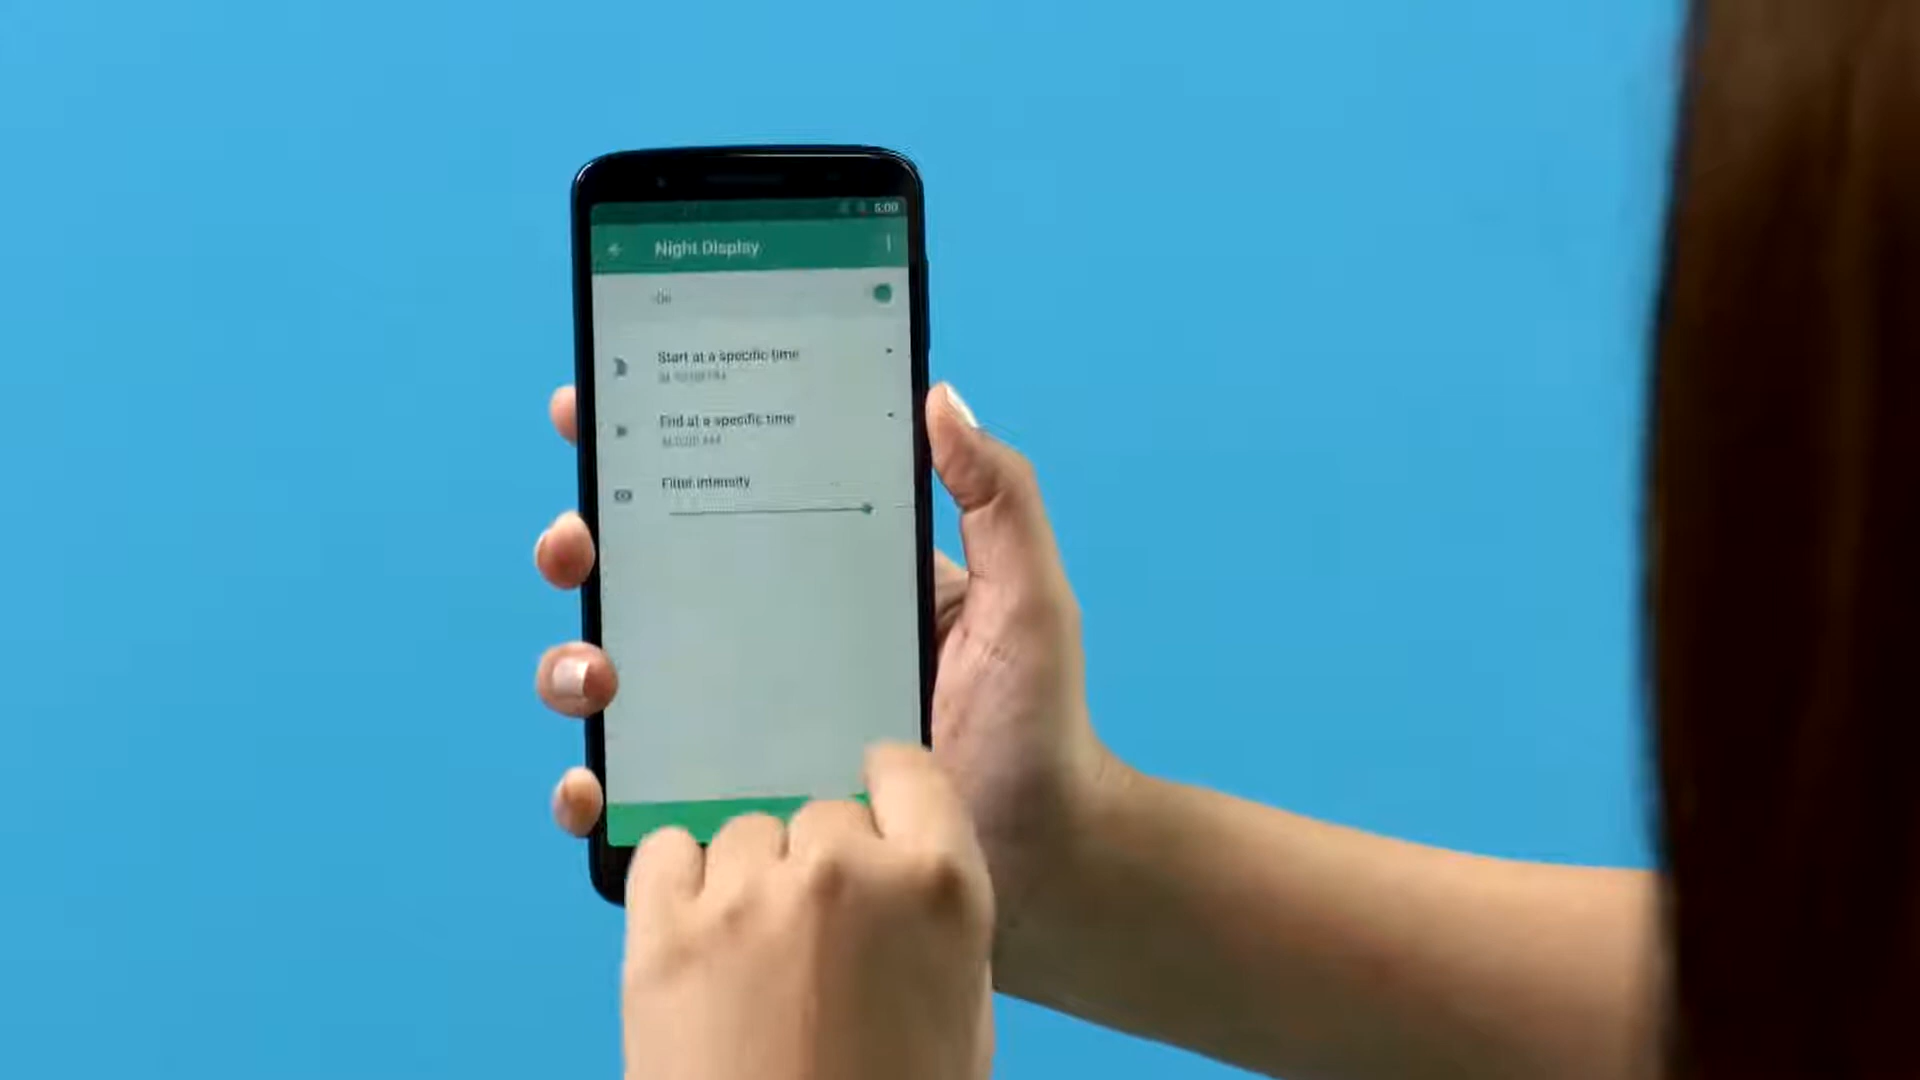 5:00
Night Display
On
Start at a specific time
End at a specific time
Filter intensity